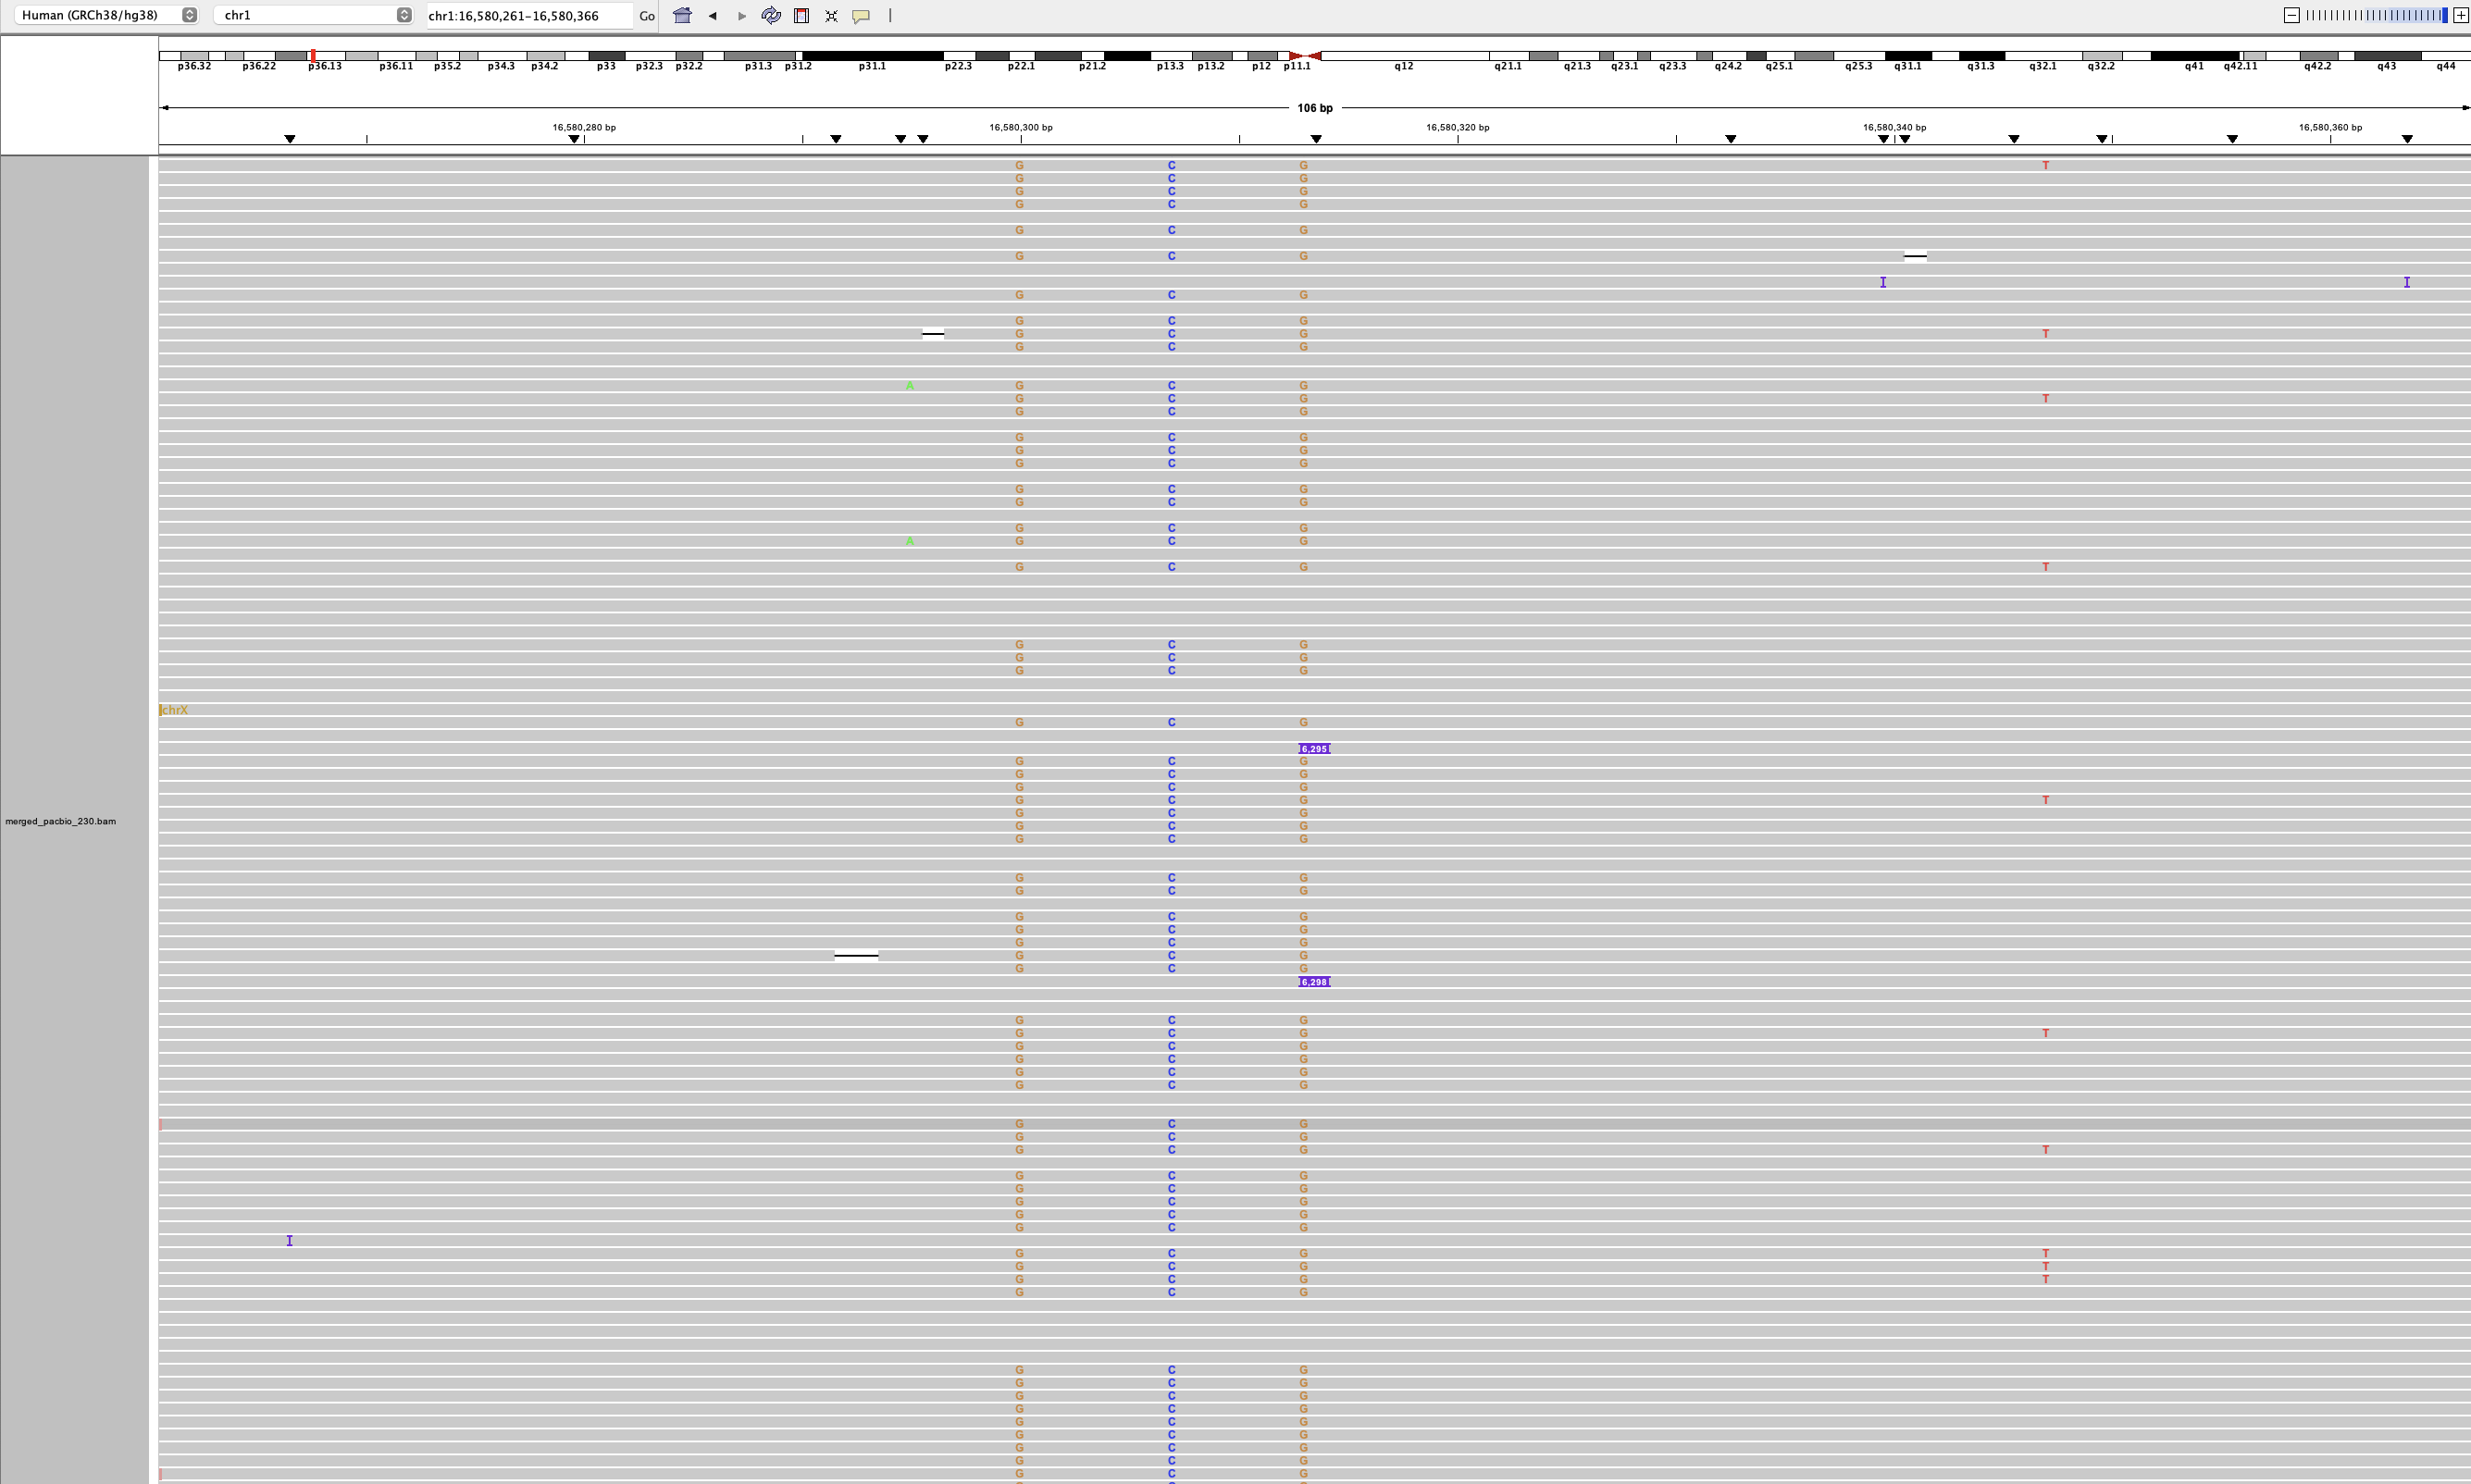 Human (GRCh38/hg38) chr1 chr1:16,580,261-16,580,366 Go
p36.32 p36.22 p36.13 p36.11 p35.2 p34.3 p34.2 p33 p32.3 p32.2 p31.3 p31.2 p31.1 p22.3 p22.1 p21.2 p13.3 p13.2 p12 p11.1 q12 q21.1 q21.3 q23.1 q23.3 q24.2 q25.1 q25.3 q31.1 q31.3 q32.1 q32.2 q41 q42.11 q42.2 q43 q44
106 bp
16,580,280 bp 16,580,300 bp 16,580,320 bp 16,580,340 bp 16,580,360 bp
G C G T
G C G
G C G
G C G
G C G
G C G
G C G
G C G
G C G T
G C G
A G C G
G C G T
G C G
G C G
G C G
G C G
G C G
G C G
G C G
A G C G
G C G T
G C G
G C G
G C G
chrX
G C G
6,295
G C G
G C G
G C G
G C G T
G C G
merged_pacbio_230.bam
G C G
G C G
G C G
G C G
G C G
G C G
G C G
G C G
G C G
6,298
G C G
G C G T
G C G
G C G
G C G
G C G
G C G
G C G
G C G T
G C G
G C G
G C G
G C G
G C G
G C G T
G C G T
G C G T
G C G
G C G
G C G
G C G
G C G
G C G
G C G
G C G
G C G
G C G